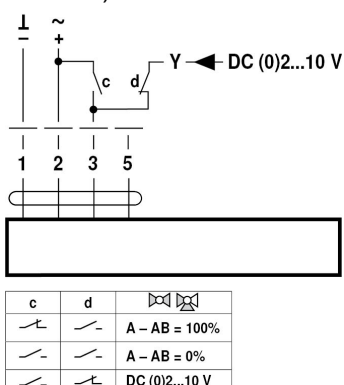 ⊥ ~
– +
c d Y DC (0)2...10 V
1 2 3 5
c d
A – AB = 100%
A – AB = 0%
DC (0)2...10 V